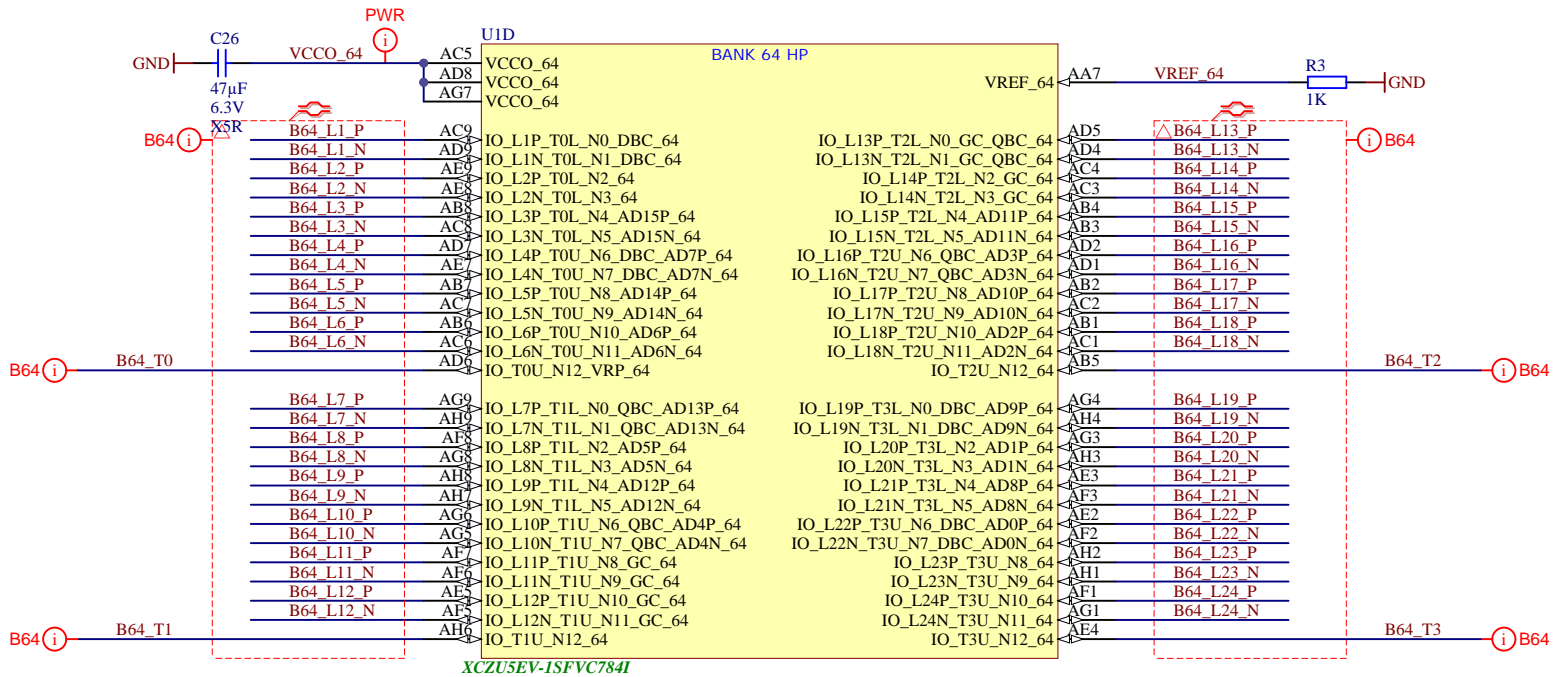 PWR
C26
GND
VCCO_64
47µF
6.3V
X5R
U1D
BANK 64 HP
AC5 VCCO_64
AD8 VCCO_64
AG7 VCCO_64
VREF_64 AA7 VREF_64
R3
1K
GND
B64
B64_L1_P AC9 IO_L1P_T0L_N0_DBC_64
B64_L1_N AD9 IO_L1N_T0L_N1_DBC_64
B64_L2_P AE9 IO_L2P_T0L_N2_64
B64_L2_N AE8 IO_L2N_T0L_N3_64
B64_L3_P AB8 IO_L3P_T0L_N4_AD15P_64
B64_L3_N AC8 IO_L3N_T0L_N5_AD15N_64
B64_L4_P AD7 IO_L4P_T0U_N6_DBC_AD7P_64
B64_L4_N AE7 IO_L4N_T0U_N7_DBC_AD7N_64
B64_L5_P AB7 IO_L5P_T0U_N8_AD14P_64
B64_L5_N AC7 IO_L5N_T0U_N9_AD14N_64
B64_L6_P AB6 IO_L6P_T0U_N10_AD6P_64
B64_L6_N AC6 IO_L6N_T0U_N11_AD6N_64
B64 B64_T0 AD6 IO_T0U_N12_VRP_64
B64_L7_P AG9 IO_L7P_T1L_N0_QBC_AD13P_64
B64_L7_N AH9 IO_L7N_T1L_N1_QBC_AD13N_64
B64_L8_P AF8 IO_L8P_T1L_N2_AD5P_64
B64_L8_N AG8 IO_L8N_T1L_N3_AD5N_64
B64_L9_P AH8 IO_L9P_T1L_N4_AD12P_64
B64_L9_N AH7 IO_L9N_T1L_N5_AD12N_64
B64_L10_P AG6 IO_L10P_T1U_N6_QBC_AD4P_64
B64_L10_N AG5 IO_L10N_T1U_N7_QBC_AD4N_64
B64_L11_P AF7 IO_L11P_T1U_N8_GC_64
B64_L11_N AF6 IO_L11N_T1U_N9_GC_64
B64_L12_P AE5 IO_L12P_T1U_N10_GC_64
B64_L12_N AF5 IO_L12N_T1U_N11_GC_64
B64 B64_T1 AH6 IO_T1U_N12_64
IO_L13P_T2L_N0_GC_QBC_64 AD5 B64_L13_P
B64
IO_L13N_T2L_N1_GC_QBC_64 AD4 B64_L13_N
IO_L14P_T2L_N2_GC_64 AC4 B64_L14_P
IO_L14N_T2L_N3_GC_64 AC3 B64_L14_N
IO_L15P_T2L_N4_AD11P_64 AB4 B64_L15_P
IO_L15N_T2L_N5_AD11N_64 AB3 B64_L15_N
IO_L16P_T2U_N6_QBC_AD3P_64 AD2 B64_L16_P
IO_L16N_T2U_N7_QBC_AD3N_64 AD1 B64_L16_N
IO_L17P_T2U_N8_AD10P_64 AB2 B64_L17_P
IO_L17N_T2U_N9_AD10N_64 AC2 B64_L17_N
IO_L18P_T2U_N10_AD2P_64 AB1 B64_L18_P
IO_L18N_T2U_N11_AD2N_64 AC1 B64_L18_N
IO_T2U_N12_64 AB5 B64_T2 B64
IO_L19P_T3L_N0_DBC_AD9P_64 AG4 B64_L19_P
IO_L19N_T3L_N1_DBC_AD9N_64 AH4 B64_L19_N
IO_L20P_T3L_N2_AD1P_64 AG3 B64_L20_P
IO_L20N_T3L_N3_AD1N_64 AH3 B64_L20_N
IO_L21P_T3L_N4_AD8P_64 AE3 B64_L21_P
IO_L21N_T3L_N5_AD8N_64 AF3 B64_L21_N
IO_L22P_T3U_N6_DBC_AD0P_64 AE2 B64_L22_P
IO_L22N_T3U_N7_DBC_AD0N_64 AF2 B64_L22_N
IO_L23P_T3U_N8_64 AH2 B64_L23_P
IO_L23N_T3U_N9_64 AH1 B64_L23_N
IO_L24P_T3U_N10_64 AF1 B64_L24_P
IO_L24N_T3U_N11_64 AG1 B64_L24_N
IO_T3U_N12_64 AE4 B64_T3 B64
XCZU5EV-1SFVC784I